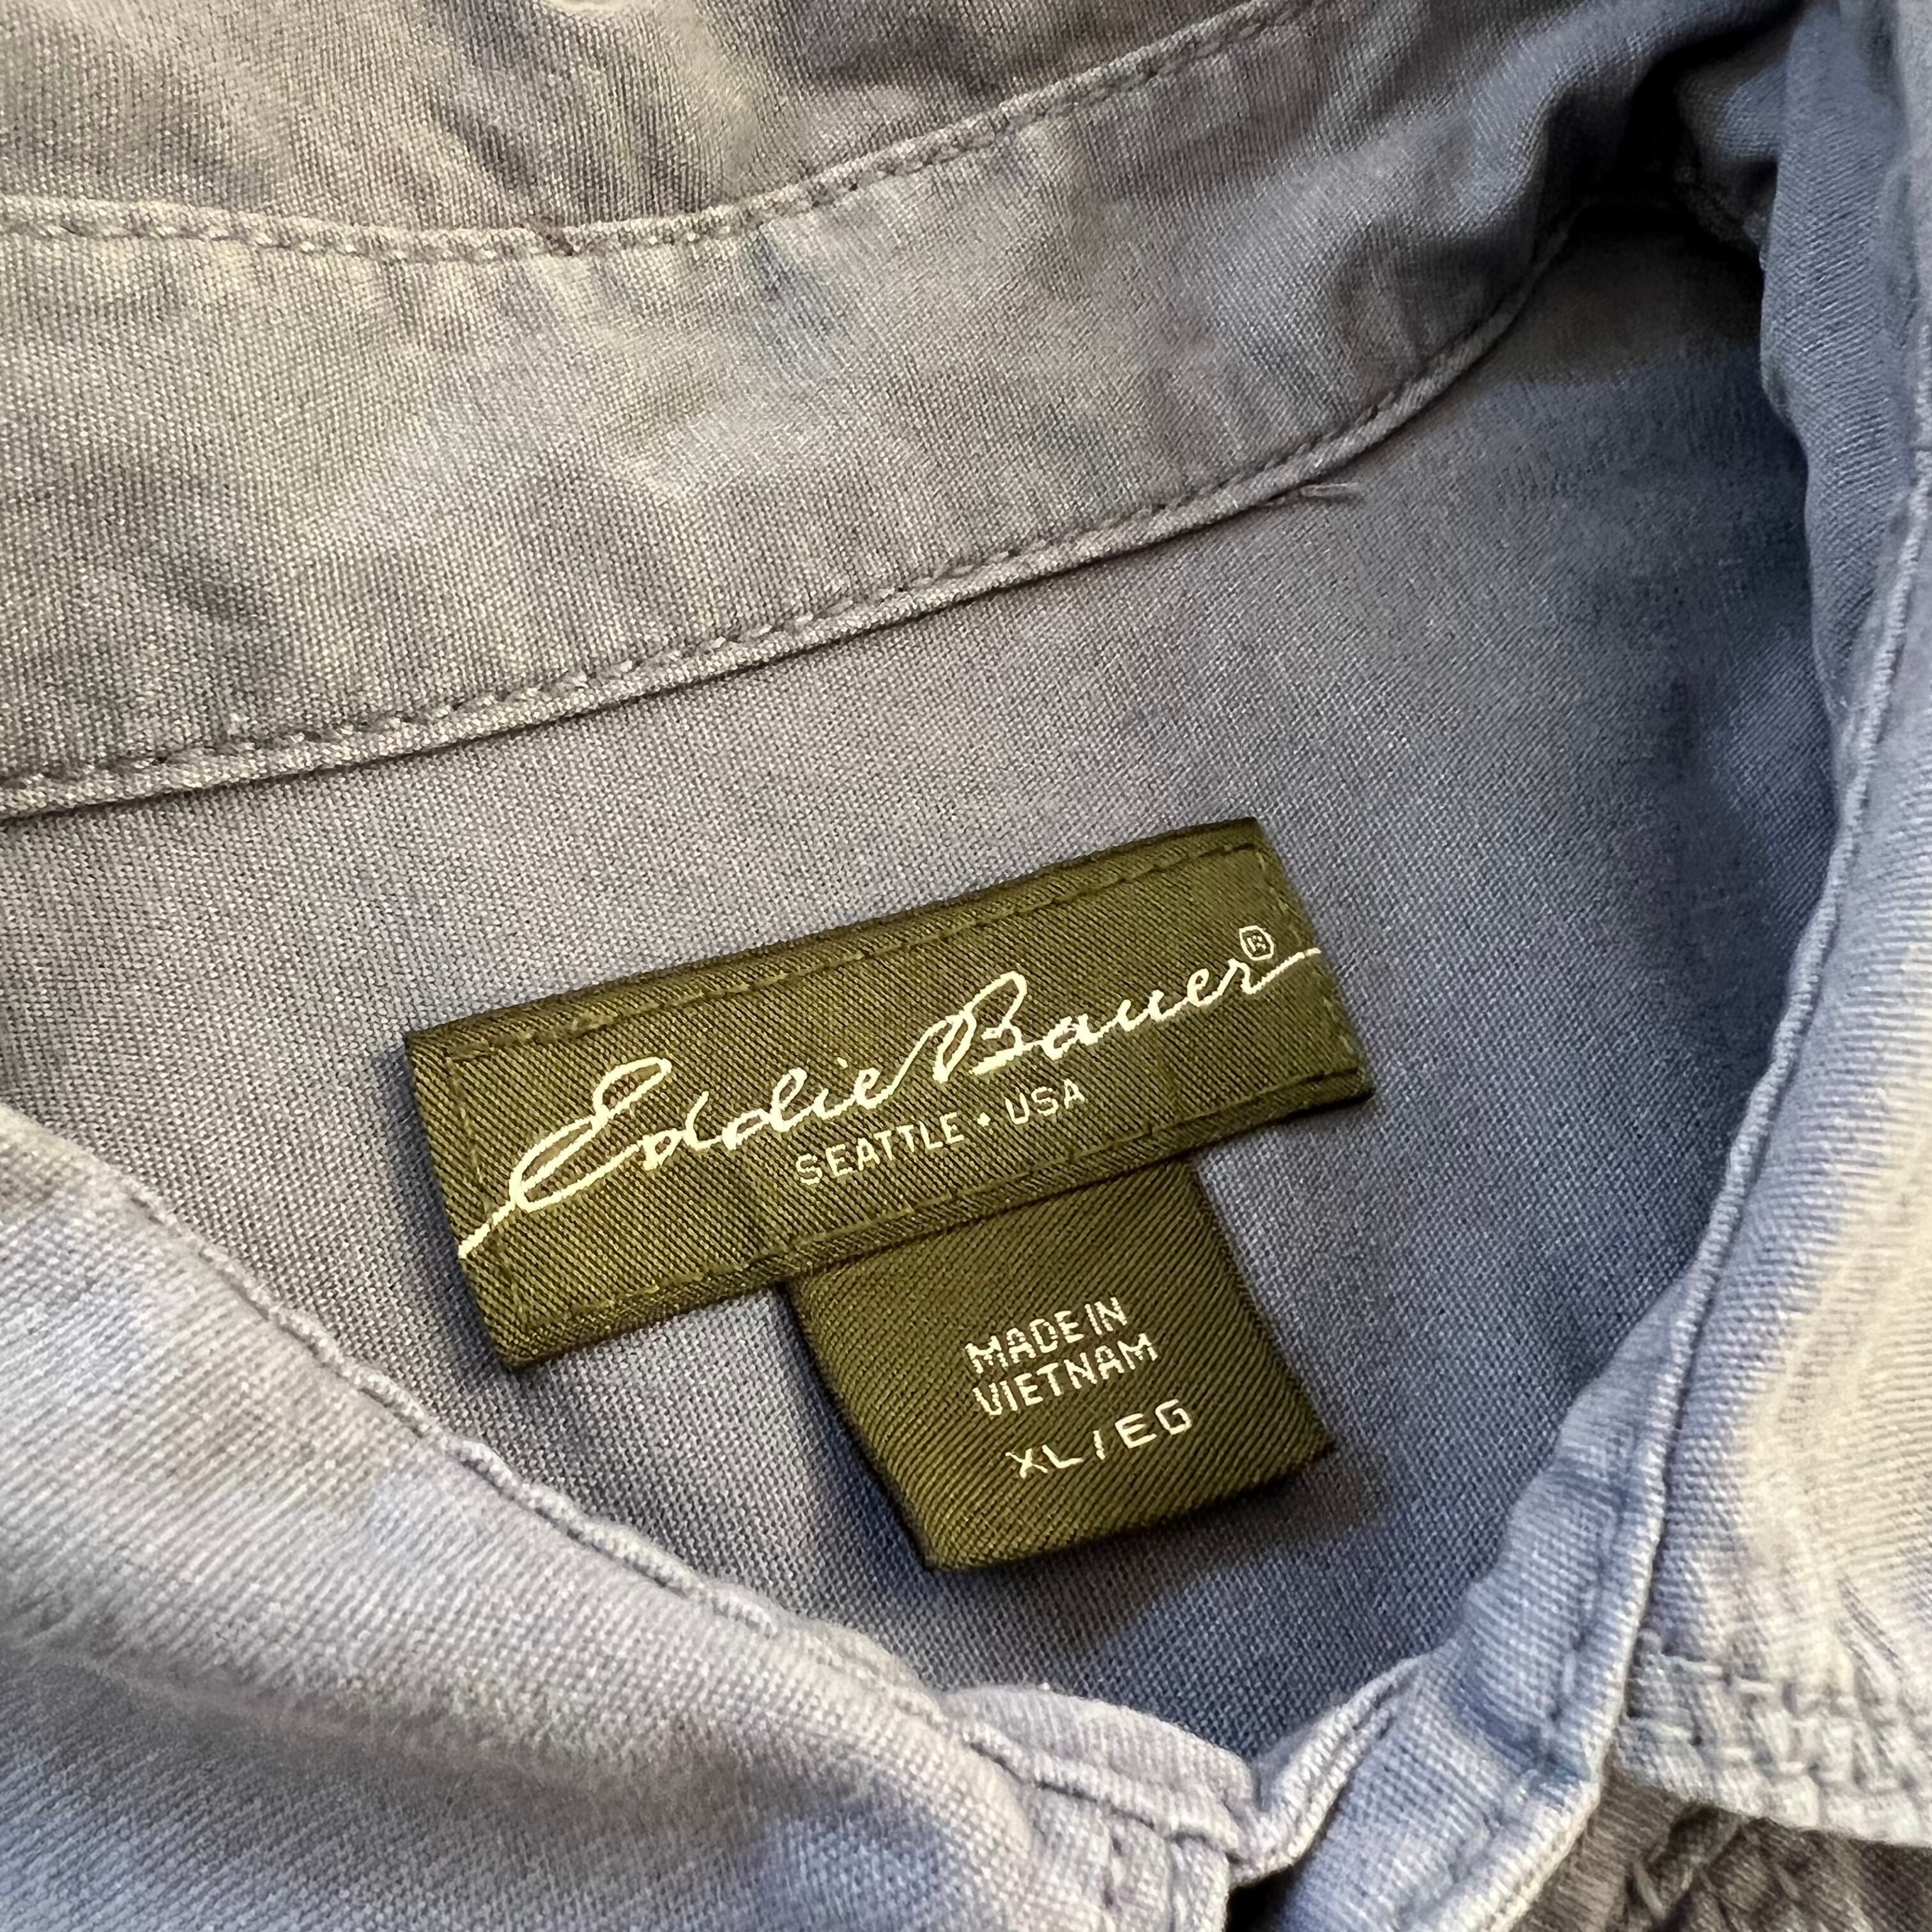 Eddie Bauer®
SEATTLE • USA
MADE IN
VIETNAM
XL / EG